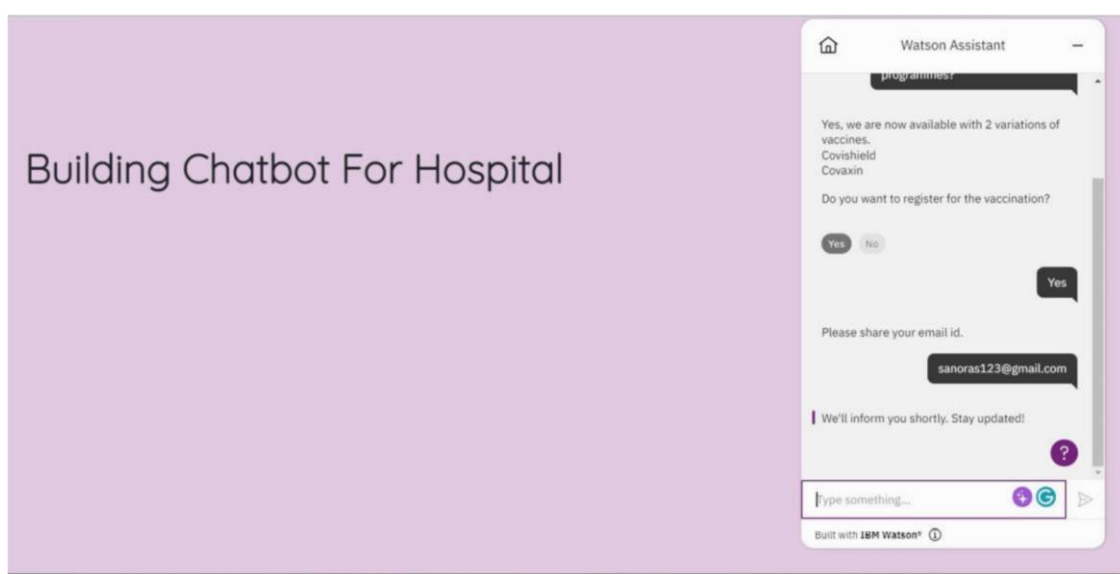 Building Chatbot For Hospital
Watson Assistant
programmes?
Yes, we are now available with 2 variations of
vaccines.
Covishield
Covaxin
Do you want to register for the vaccination?
Yes
No
Yes
Please share your email id.
sanoras123@gmail.com
We'll inform you shortly. Stay updated!
?
Type something...
Built with IBM Watson®